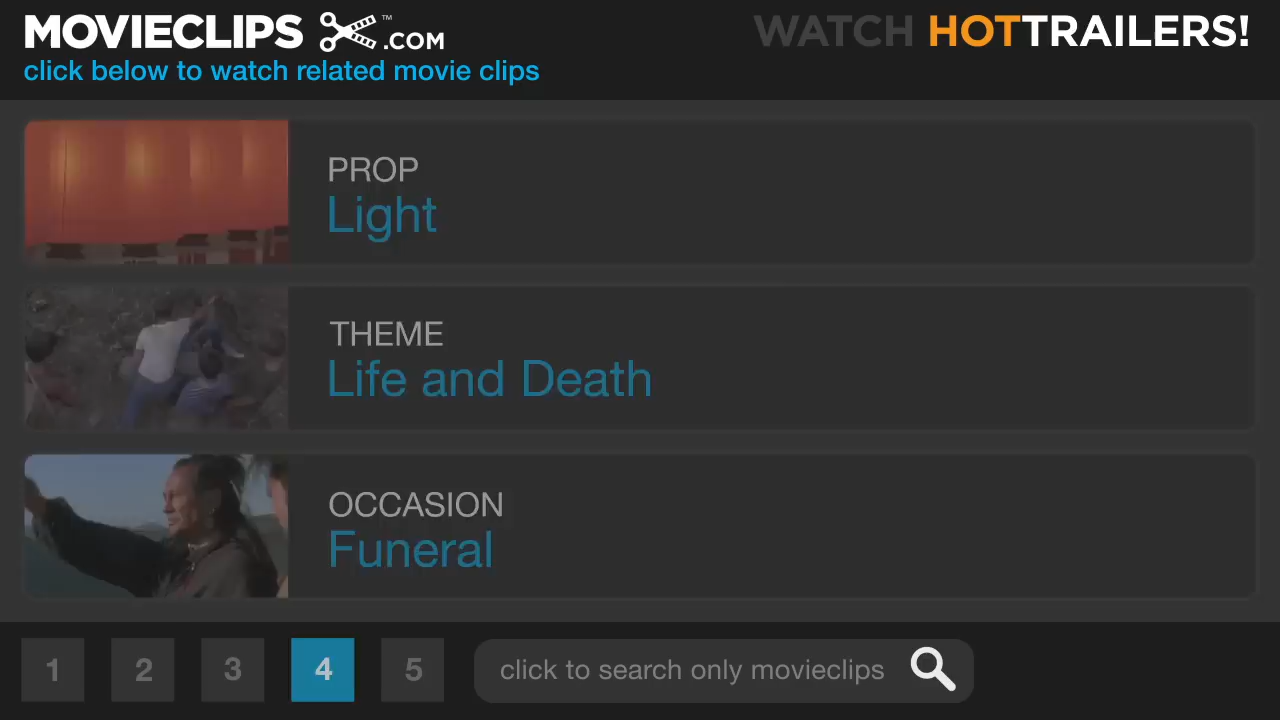 MOVIECLIPS ™.COM
WATCH HOTTRAILERS!
click below to watch related movie clips
PROP
Light
THEME
Life and Death
OCCASION
Funeral
1 2 3 4 5
click to search only movieclips